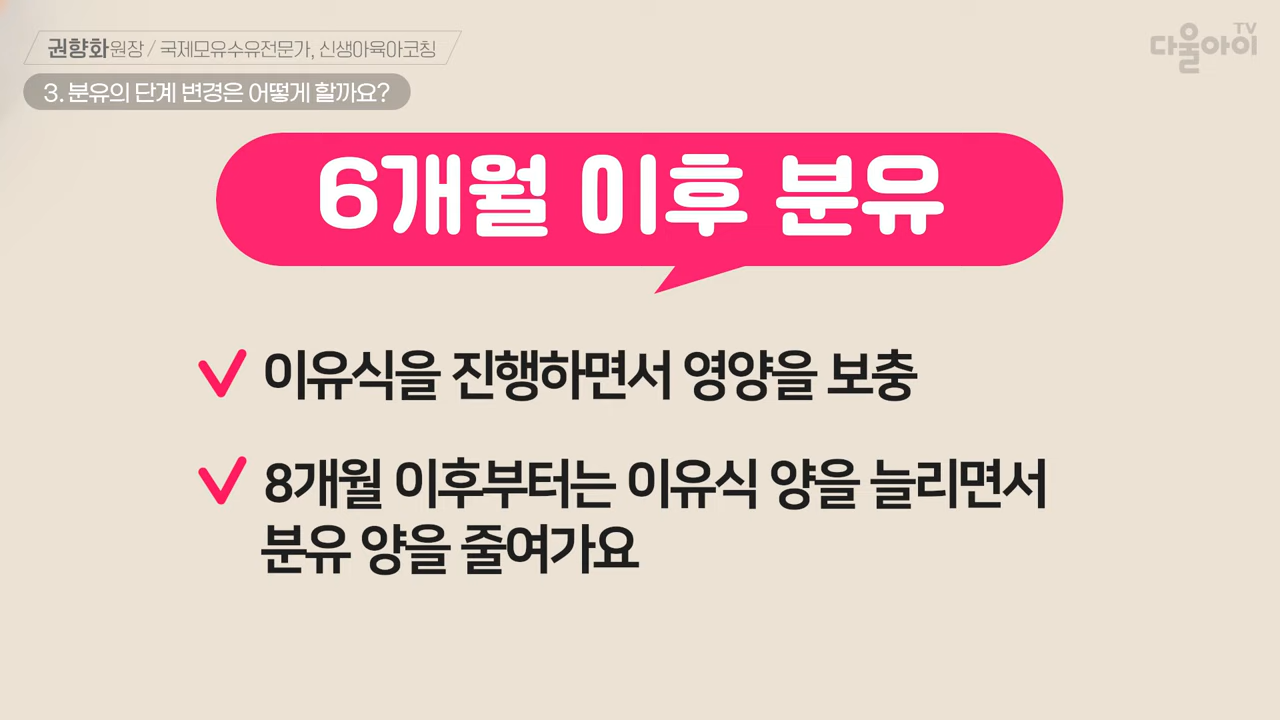 권향화원장 / 국제모유수유전문가, 신생아육아코칭
다울아이 TV
3. 분유의 단계 변경은 어떻게 할까요?
6개월 이후 분유
이유식을 진행하면서 영양을 보충
8개월 이후부터는 이유식 양을 늘리면서
분유 양을 줄여가요